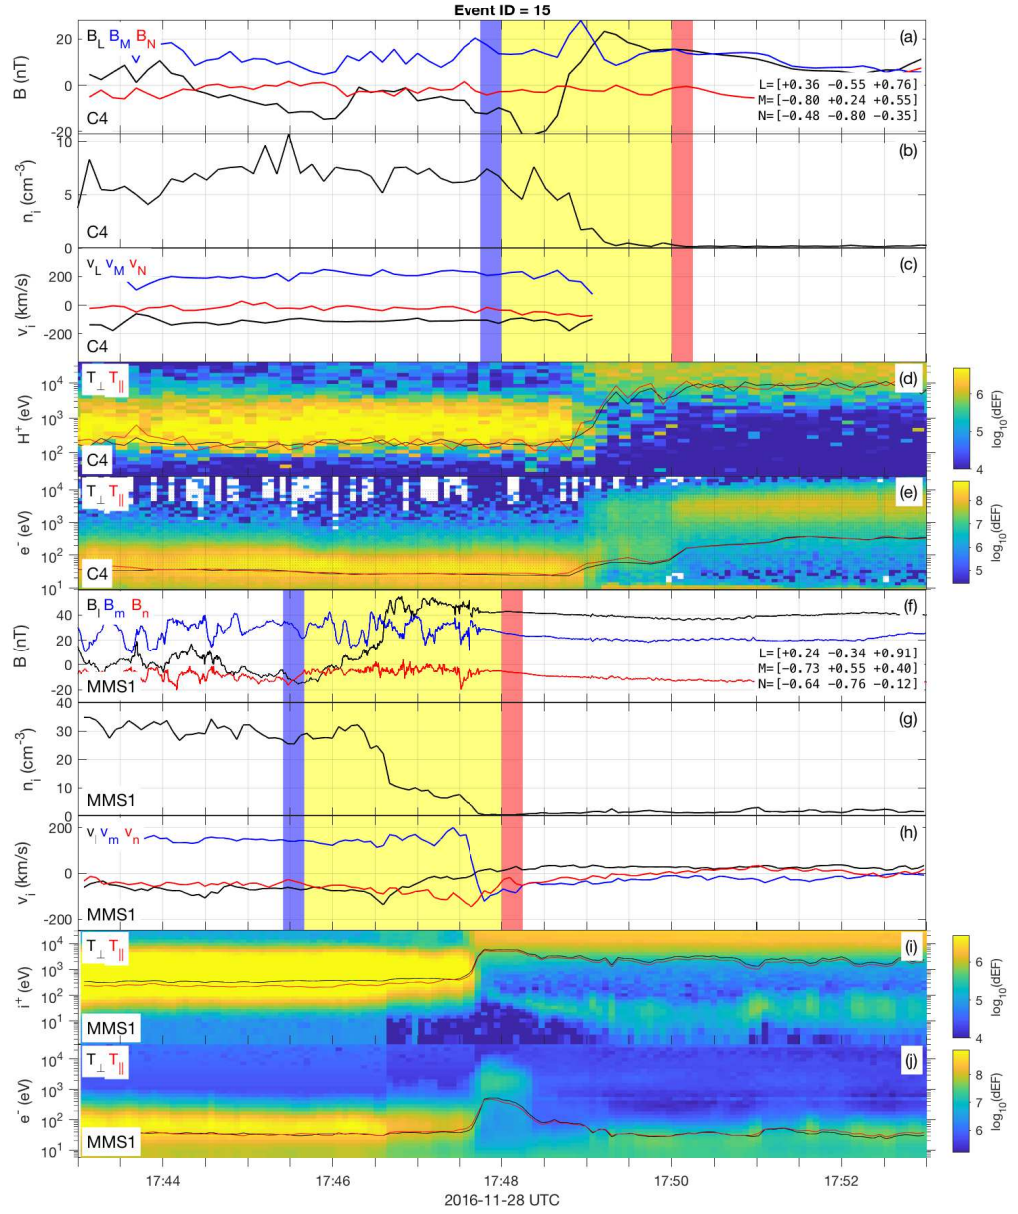 Event ID = 15
B_L B_M B_N
(a)
20
0
-20
B (nT)
L=[+0.36 -0.55 +0.76]
M=[-0.80 +0.24 +0.55]
N=[-0.48 -0.80 -0.35]
C4
(b)
10
5
0
n_i (cm^-3)
C4
v_L v_M v_N
(c)
200
0
-200
v_i (km/s)
C4
T_⊥ T_||
(d)
10^4
10^3
10^2
H^+ (eV)
C4
6
5
4
log_10(dEF)
T_⊥ T_||
(e)
10^4
10^3
10^2
10^1
e^- (eV)
C4
8
7
6
5
log_10(dEF)
B_l B_m B_n
(f)
40
20
0
-20
B (nT)
L=[+0.24 -0.34 +0.91]
M=[-0.73 +0.55 +0.40]
N=[-0.64 -0.76 -0.12]
MMS1
(g)
40
30
20
10
0
n_i (cm^-3)
MMS1
v_l v_m v_n
(h)
200
0
-200
v_i (km/s)
MMS1
T_⊥ T_||
(i)
10^4
10^3
10^2
10^1
i^+ (eV)
MMS1
6
5
4
log_10(dEF)
T_⊥ T_||
(j)
10^4
10^3
10^2
10^1
e^- (eV)
MMS1
8
7
6
log_10(dEF)
17:44 17:46 17:48 17:50 17:52
2016-11-28 UTC